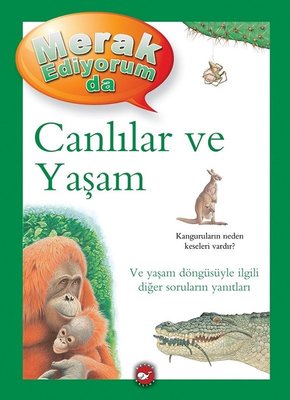 Merak
Ediyorum
da
Canlılar ve
Yaşam
Kanguruların neden
keseleri vardır?
Ve yaşam döngüsüyle ilgili
diğer soruların yanıtları